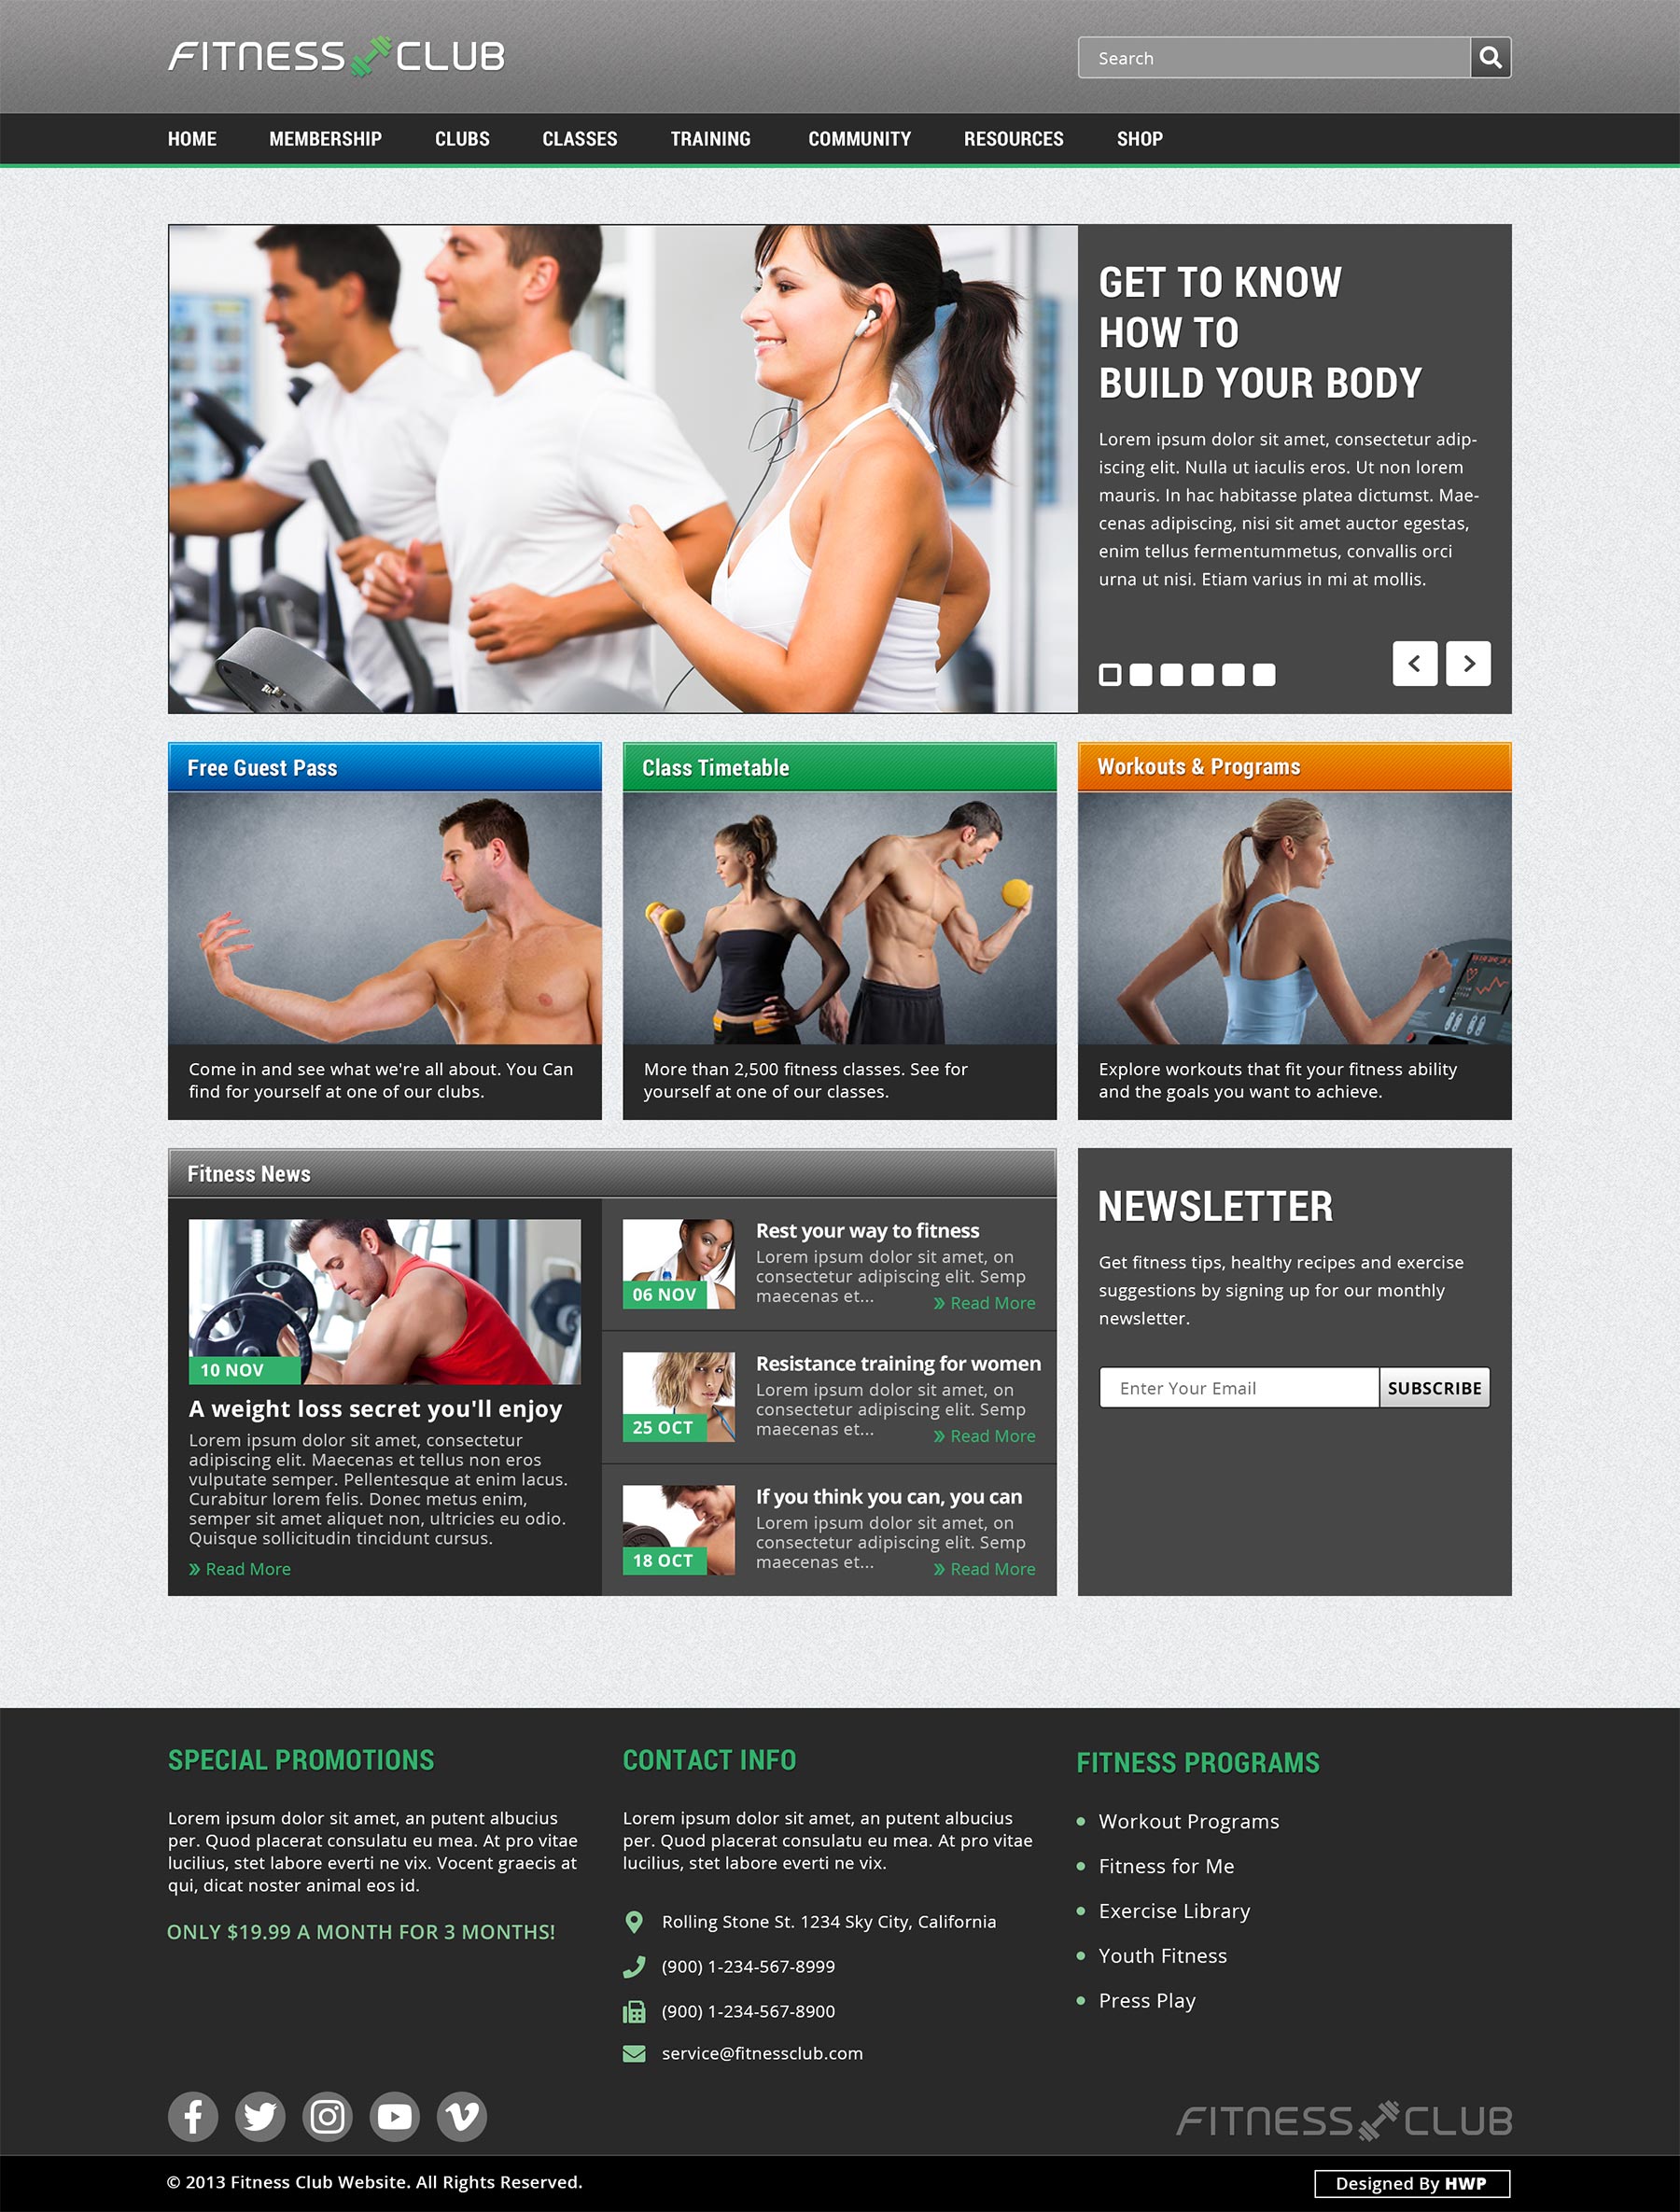 FITNESS CLUB
Search
HOME MEMBERSHIP CLUBS CLASSES TRAINING COMMUNITY RESOURCES SHOP
GET TO KNOW
HOW TO
BUILD YOUR BODY
Lorem ipsum dolor sit amet, consectetur adip-
iscing elit. Nulla ut iaculis eros. Ut non lorem
mauris. In hac habitasse platea dictumst. Mae-
cenas adipiscing, nisi sit amet auctor egestas,
enim tellus fermentummetus, convallis orci
urna ut nisi. Etiam varius in mi at mollis.
Free Guest Pass
Come in and see what we're all about. You Can
find for yourself at one of our clubs.
Class Timetable
More than 2,500 fitness classes. See for
yourself at one of our classes.
Workouts & Programs
Explore workouts that fit your fitness ability
and the goals you want to achieve.
Fitness News
10 NOV
A weight loss secret you'll enjoy
Lorem ipsum dolor sit amet, consectetur
adipiscing elit. Maecenas et tellus non eros
vulputate semper. Pellentesque at enim lacus.
Curabitur lorem felis. Donec metus enim,
semper sit amet aliquet non, ultricies eu odio.
Quisque sollicitudin tincidunt cursus.
» Read More
06 NOV
Rest your way to fitness
Lorem ipsum dolor sit amet, on
consectetur adipiscing elit. Semp
maecenas et...
» Read More
25 OCT
Resistance training for women
Lorem ipsum dolor sit amet, on
consectetur adipiscing elit. Semp
maecenas et...
» Read More
18 OCT
If you think you can, you can
Lorem ipsum dolor sit amet, on
consectetur adipiscing elit. Semp
maecenas et...
» Read More
NEWSLETTER
Get fitness tips, healthy recipes and exercise
suggestions by signing up for our monthly
newsletter.
Enter Your Email
SUBSCRIBE
SPECIAL PROMOTIONS
Lorem ipsum dolor sit amet, an putent albucius
per. Quod placerat consulatu eu mea. At pro vitae
lucilius, stet labore everti ne vix. Vocent graecis at
qui, dicat noster animal eos id.
ONLY $19.99 A MONTH FOR 3 MONTHS!
CONTACT INFO
Lorem ipsum dolor sit amet, an putent albucius
per. Quod placerat consulatu eu mea. At pro vitae
lucilius, stet labore everti ne vix.
Rolling Stone St. 1234 Sky City, California
(900) 1-234-567-8999
(900) 1-234-567-8900
service@fitnessclub.com
FITNESS PROGRAMS
• Workout Programs
• Fitness for Me
• Exercise Library
• Youth Fitness
• Press Play
FITNESS CLUB
© 2013 Fitness Club Website. All Rights Reserved.
Designed By HWP